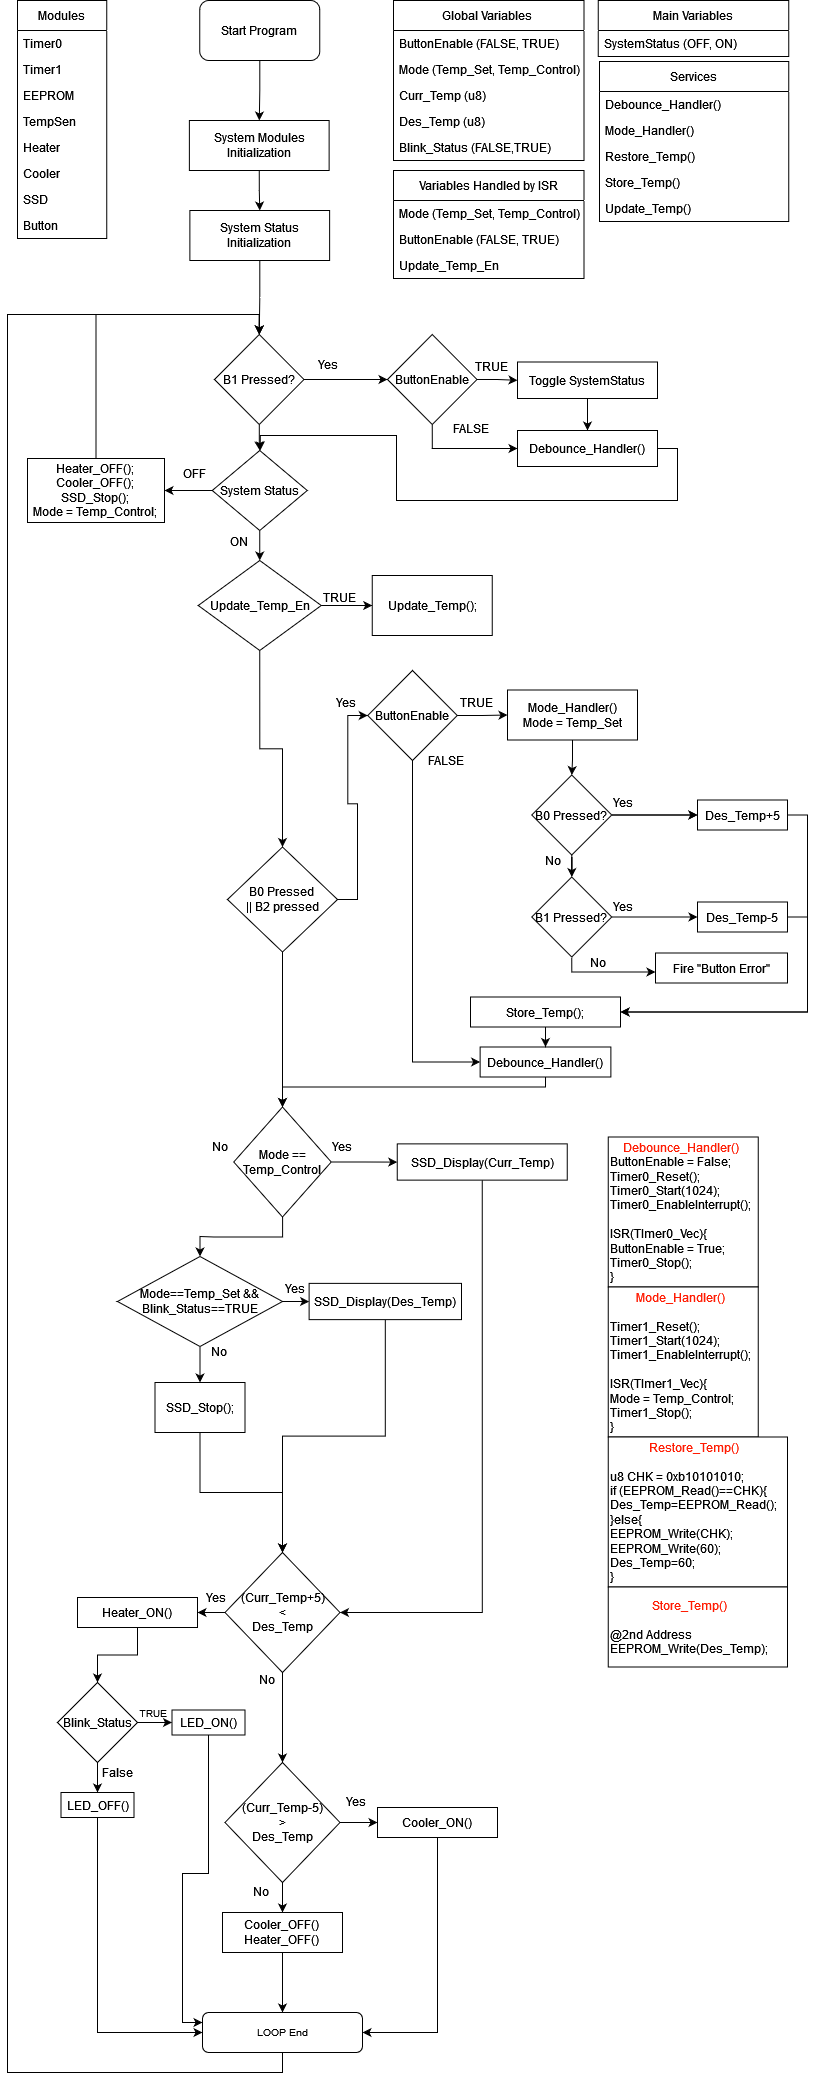 Modules
Timer0
Timer1
EEPROM
TempSen
Heater
Cooler
SSD
Button
Start Program
System Modules
Initialization
System Status
Initialization
Global Variables
ButtonEnable (FALSE, TRUE)
Mode (Temp_Set, Temp_Control)
Curr_Temp (u8)
Des_Temp (u8)
Blink_Status (FALSE,TRUE)
Variables Handled by ISR
Mode (Temp_Set, Temp_Control)
ButtonEnable (FALSE, TRUE)
Update_Temp_En
Main Variables
SystemStatus (OFF, ON)
Services
Debounce_Handler()
Mode_Handler()
Restore_Temp()
Store_Temp()
Update_Temp()
B1 Pressed?
Yes
ButtonEnable
TRUE
Toggle SystemStatus
FALSE
Debounce_Handler()
System Status
OFF
Heater_OFF();
Cooler_OFF();
SSD_Stop();
Mode = Temp_Control;
ON
Update_Temp_En
TRUE
Update_Temp();
B0 Pressed
|| B2 pressed
Yes
ButtonEnable
TRUE
Mode_Handler()
Mode = Temp_Set
FALSE
B0 Pressed?
Yes
Des_Temp+5
No
B1 Pressed?
Yes
Des_Temp-5
No
Fire "Button Error"
Store_Temp();
Debounce_Handler()
Mode ==
Temp_Control
No
Yes
SSD_Display(Curr_Temp)
Mode==Temp_Set &&
Blink_Status==TRUE
Yes
SSD_Display(Des_Temp)
No
SSD_Stop();
(Curr_Temp+5)
<
Des_Temp
Yes
Heater_ON()
No
Blink_Status
TRUE
LED_ON()
False
LED_OFF()
(Curr_Temp-5)
>
Des_Temp
Yes
Cooler_ON()
No
Cooler_OFF()
Heater_OFF()
LOOP End
Debounce_Handler()
ButtonEnable = False;
Timer0_Reset();
Timer0_Start(1024);
Timer0_EnableInterrupt();
ISR(TImer0_Vec){
ButtonEnable = True;
Timer0_Stop();
}
Mode_Handler()
Timer1_Reset();
Timer1_Start(1024);
Timer1_EnableInterrupt();
ISR(TImer1_Vec){
Mode = Temp_Control;
Timer1_Stop();
}
Restore_Temp()
u8 CHK = 0xb10101010;
if (EEPROM_Read()==CHK){
Des_Temp=EEPROM_Read();
}else{
EEPROM_Write(CHK);
EEPROM_Write(60);
Des_Temp=60;
}
Store_Temp()
@2nd Address
EEPROM_Write(Des_Temp);